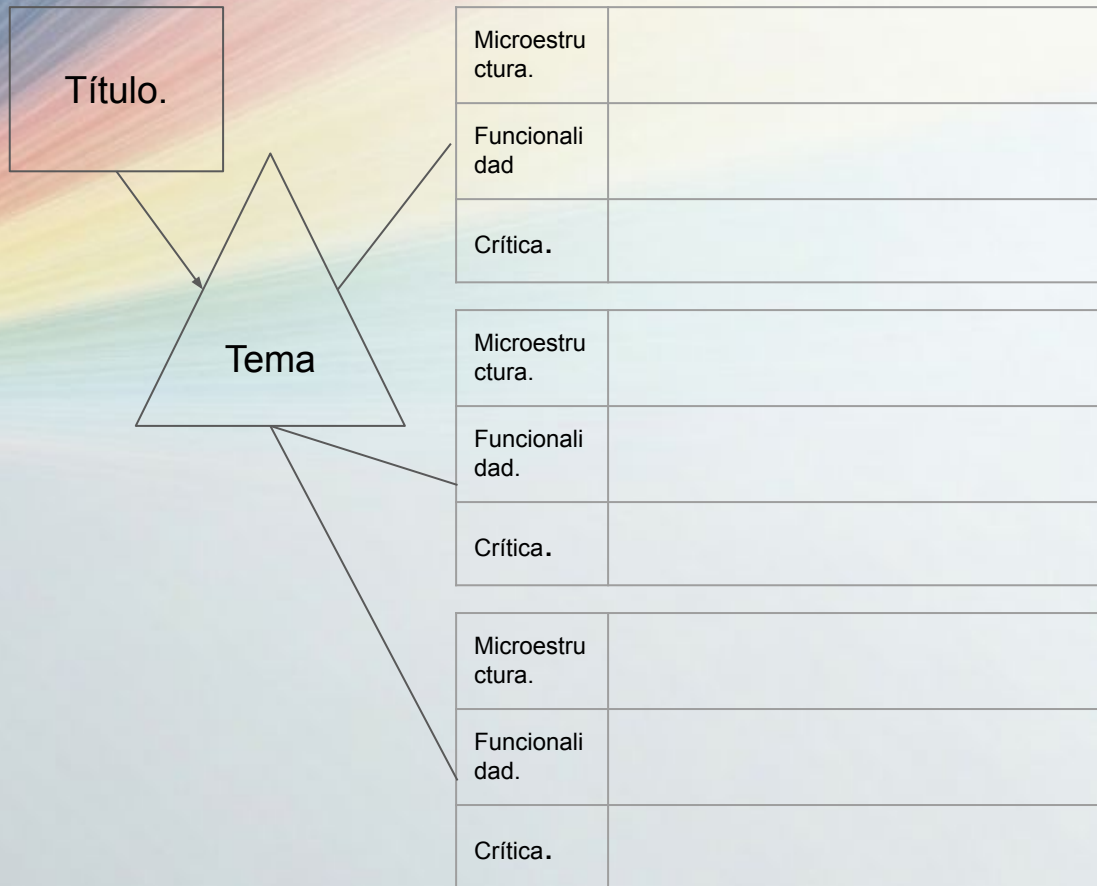 Título.
Tema
Microestru
ctura.
Funcionali
dad
Crítica.
Microestru
ctura.
Funcionali
dad.
Crítica.
Microestru
ctura.
Funcionali
dad.
Crítica.